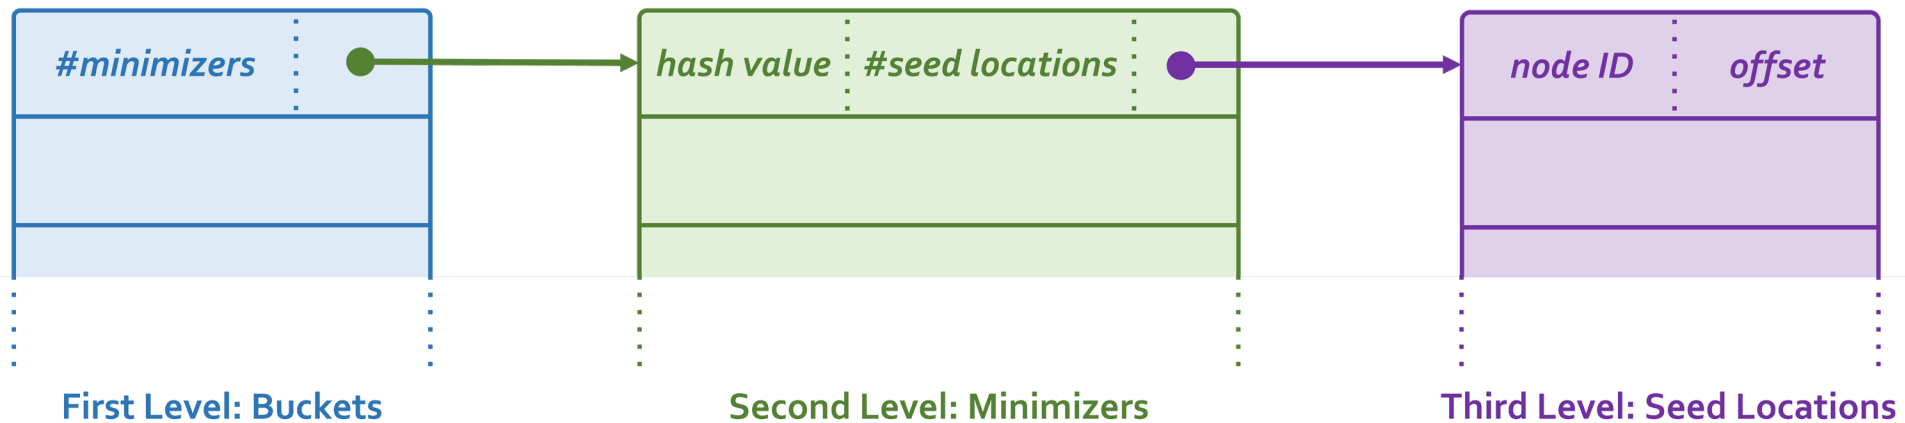 #minimizers
hash value
#seed locations
node ID
offset
First Level: Buckets
Second Level: Minimizers
Third Level: Seed Locations